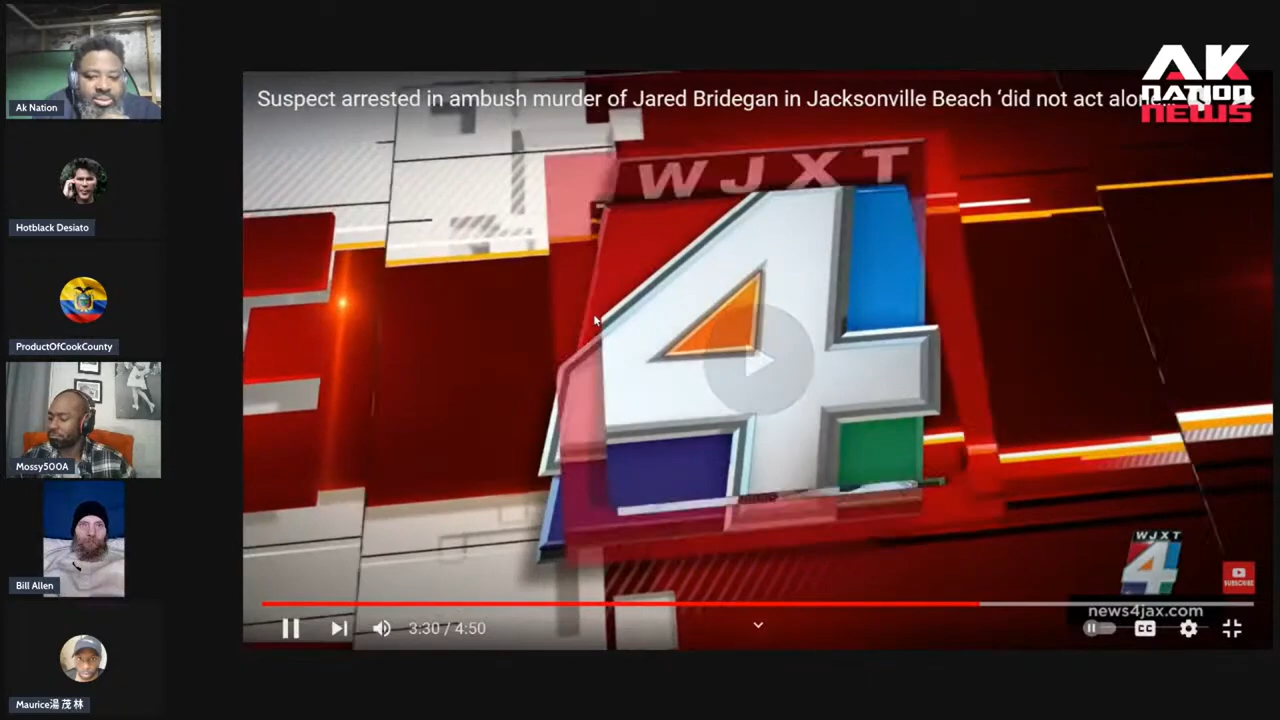 Ak Nation
Hotblack Desiato
ProductOfCookCounty
Mossy500A
Bill Allen
Maurice湯茂林
Suspect arrested in ambush murder of Jared Bridegan in Jacksonville Beach ‘did not act alone…
AK
NATION
NEWS
WJXT
4
WJXT
4
SUBSCRIBE
news4jax.com
3:30 / 4:50
CC